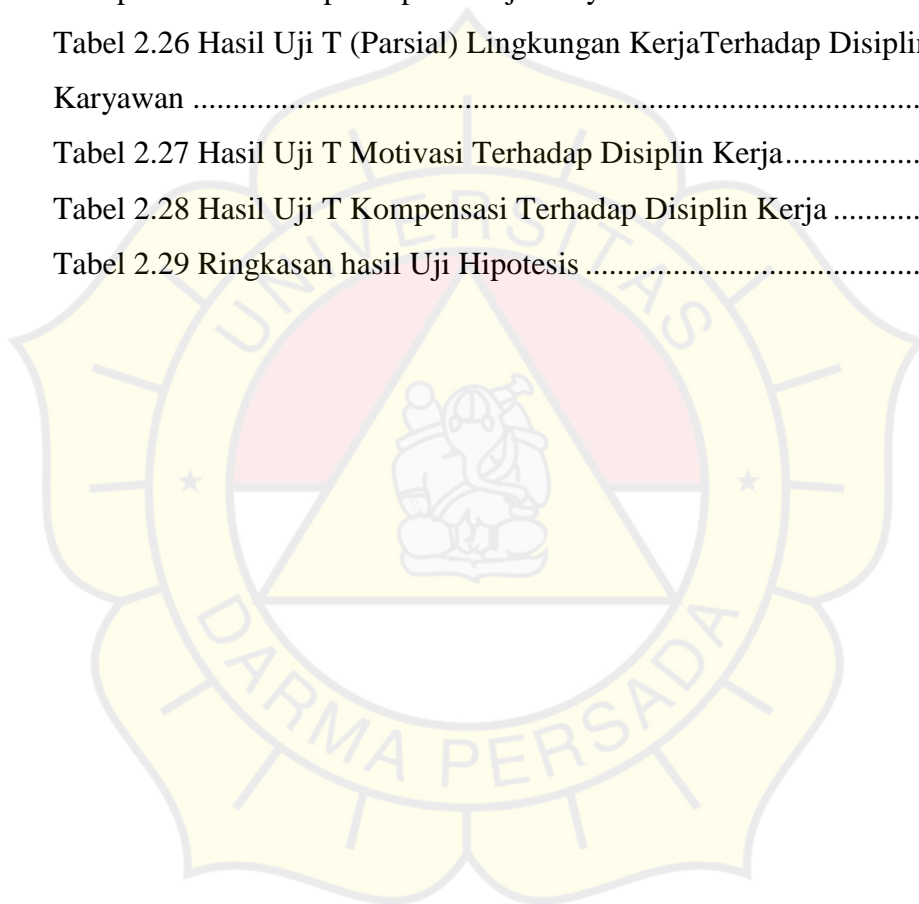 Tabel 2.26 Hasil Uji T (Parsial) Lingkungan KerjaTerhadap Disiplin
Karyawan ........................................................................................
Tabel 2.27 Hasil Uji T Motivasi Terhadap Disiplin Kerja.................
Tabel 2.28 Hasil Uji T Kompensasi Terhadap Disiplin Kerja ...........
Tabel 2.29 Ringkasan hasil Uji Hipotesis ..........................................
UNIVERSITAS
DARMA PERSADA